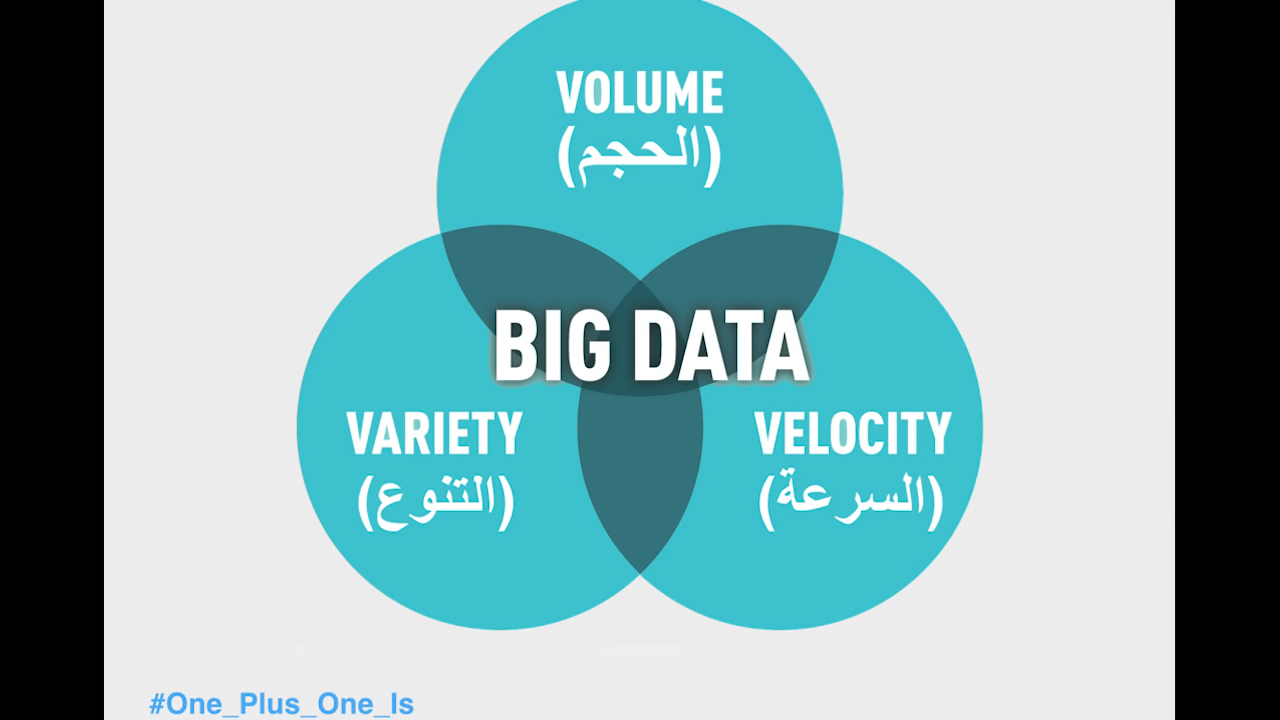 VOLUME
(الحجم)
BIG DATA
VARIETY
(التنوع)
VELOCITY
(السرعة)
#One_Plus_One_Is